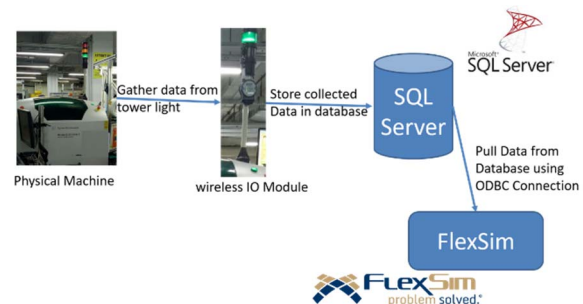 Microsoft
SQL Server
Gather data from
tower light
Store collected
Data in database
SQL
Server
Physical Machine
wireless IO Module
Pull Data from
Database using
ODBC Connection
FlexSim
FLEXSIM
problem solved.®